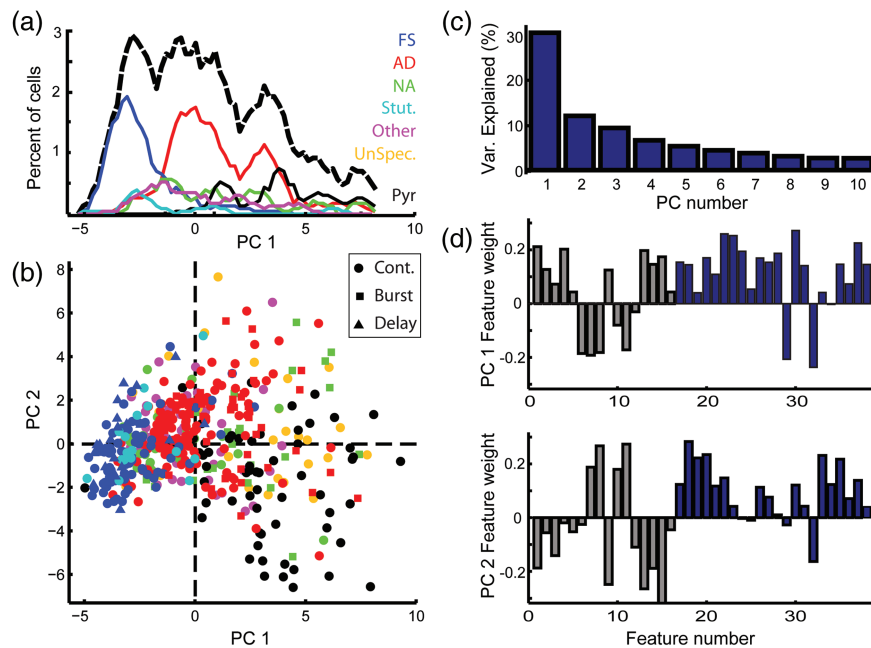 (a)
3
2
1
Percent of cells
-5
0
5
10
PC 1
FS
AD
NA
Stut.
Other
UnSpec.
Pyr
(b)
8
6
4
2
0
−2
−4
−6
PC 2
−5
0
5
10
PC 1
Cont.
Burst
Delay
(c)
30
20
10
0
Var. Explained (%)
1 2 3 4 5 6 7 8 9 10
PC number
(d)
0.2
0
-0.2
PC 1 Feature weight
0 10 20 30
0.2
0
-0.2
PC 2 Feature weight
0 10 20 30
Feature number